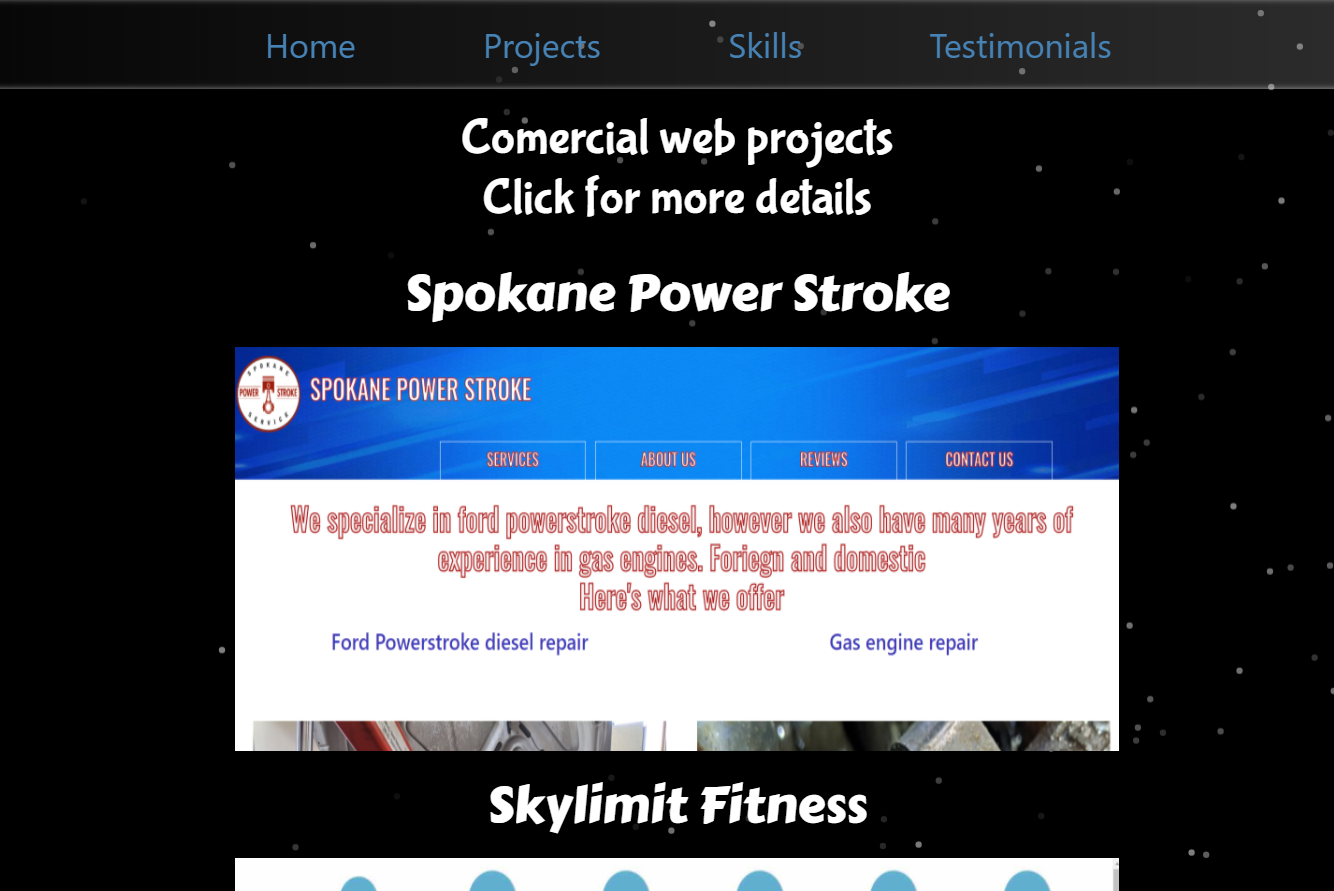 Home Projects Skills Testimonials
Comercial web projects
Click for more details
Spokane Power Stroke
SPOKANE
POWER STROKE
SERVICE
SPOKANE POWER STROKE
SERVICES ABOUT US REVIEWS CONTACT US
We specialize in ford powerstroke diesel, however we also have many years of
experience in gas engines. Foriegn and domestic
Here's what we offer
Ford Powerstroke diesel repair Gas engine repair
Skylimit Fitness